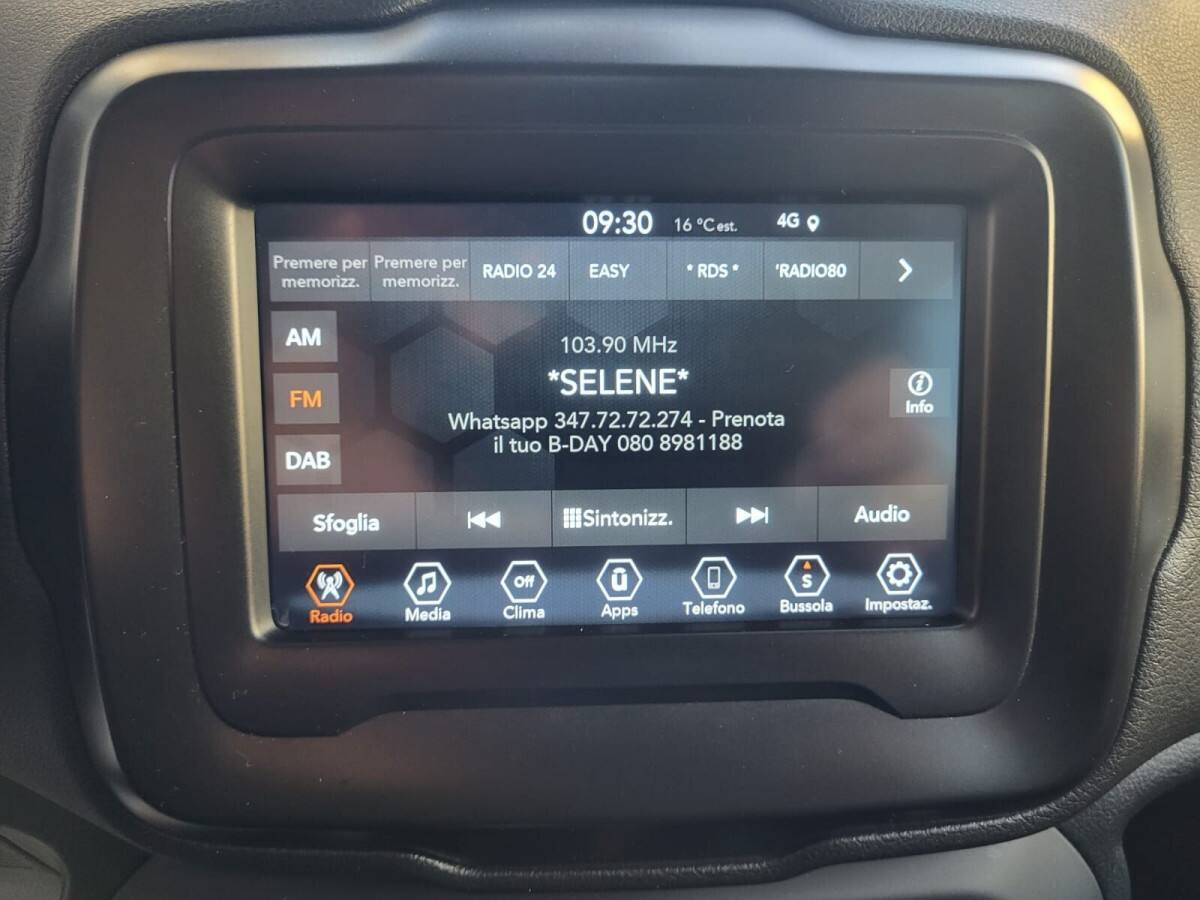 09:30 16 °C est. 4G
Premere per Premere per RADIO 24 EASY * RDS * 'RADIO80
memorizz. memorizz.
AM
103.90 MHz
*SELENE*
FM
Info
Whatsapp 347.72.72.274 - Prenota
il tuo B-DAY 080 8981188
DAB
Sfoglia Sintonizz. Audio
Off ū S
Radio Media Clima Apps Telefono Bussola Impostaz.